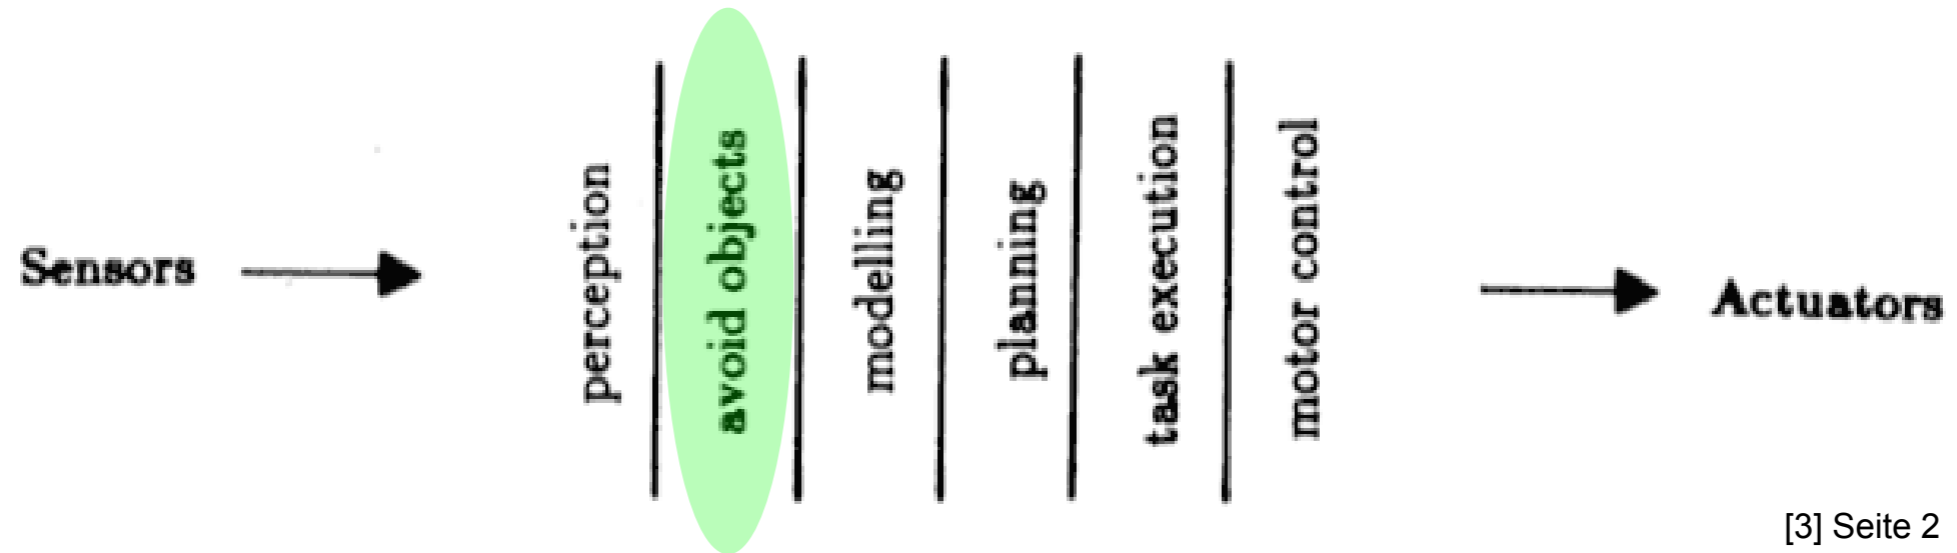 Sensors
perception
avoid objects
modelling
planning
task execution
motor control
Actuators
[3] Seite 2